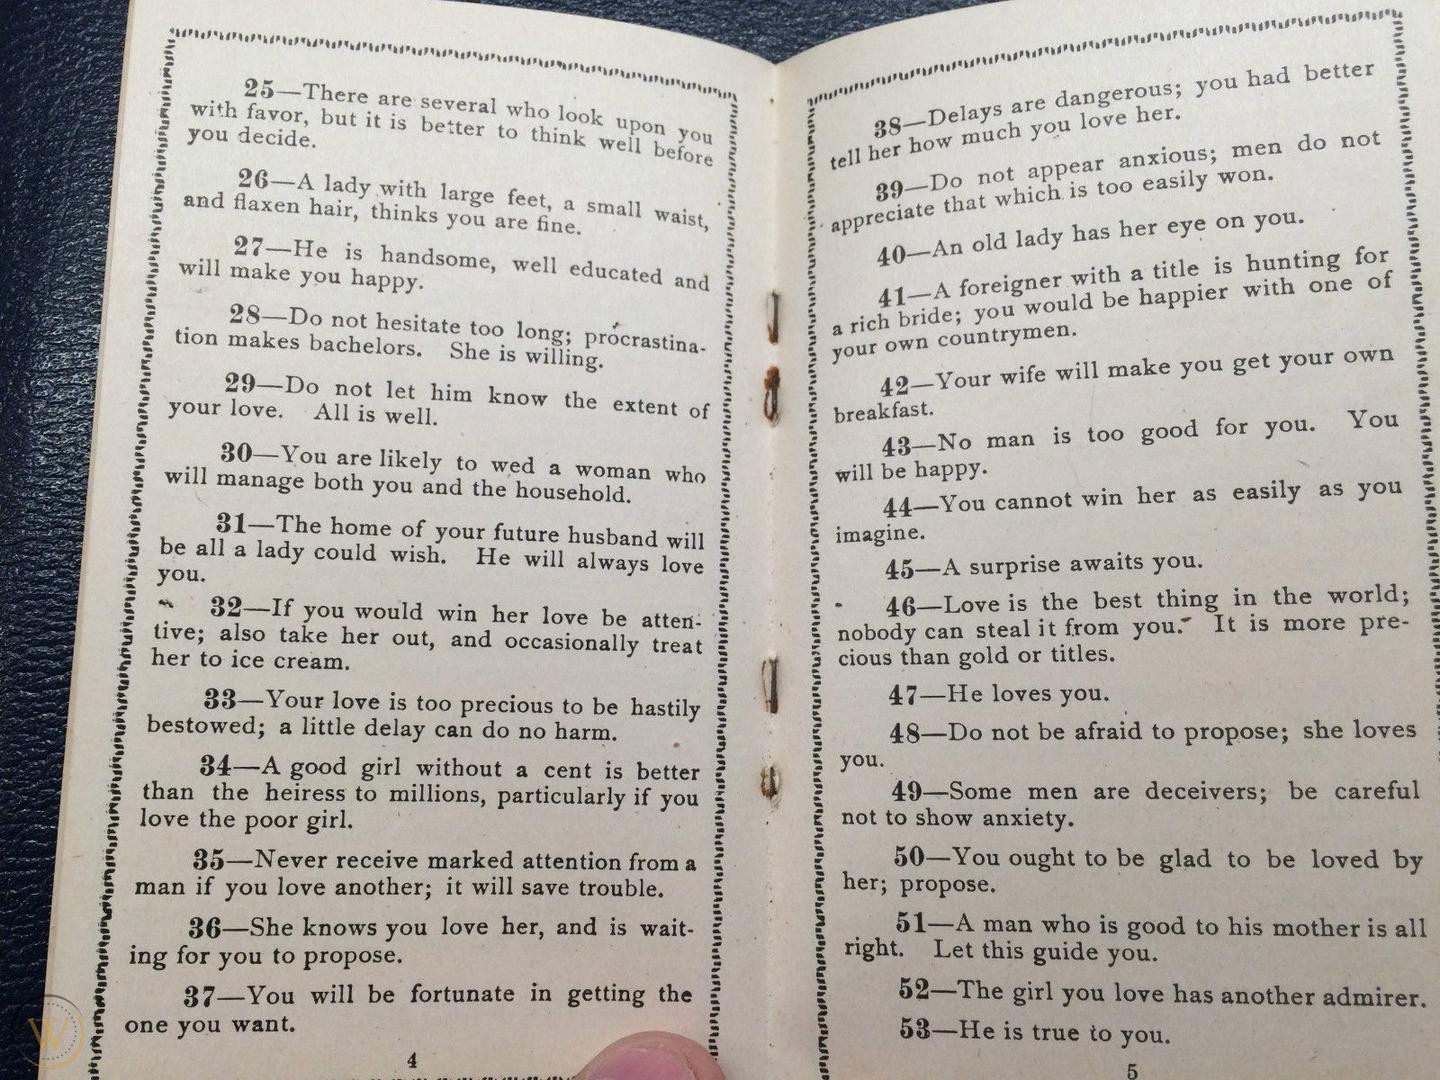 25—There are several who look upon you
with favor, but it is better to think well before
you decide.
26—A lady with large feet, a small waist,
and flaxen hair, thinks you are fine.
27—He is handsome, well educated and
will make you happy.
28—Do not hesitate too long; procrastina-
tion makes bachelors. She is willing.
29—Do not let him know the extent of
your love. All is well.
30—You are likely to wed a woman who
will manage both you and the household.
31—The home of your future husband will
be all a lady could wish. He will always love
you.
32—If you would win her love be atten-
tive; also take her out, and occasionally treat
her to ice cream.
33—Your love is too precious to be hastily
bestowed; a little delay can do no harm.
34—A good girl without a cent is better
than the heiress to millions, particularly if you
love the poor girl.
35—Never receive marked attention from a
man if you love another; it will save trouble.
36—She knows you love her, and is wait-
ing for you to propose.
37—You will be fortunate in getting the
one you want.
4
38—Delays are dangerous; you had better
tell her how much you love her.
39—Do not appear anxious; men do not
appreciate that which is too easily won.
40—An old lady has her eye on you.
41—A foreigner with a title is hunting for
a rich bride; you would be happier with one of
your own countrymen.
42—Your wife will make you get your own
breakfast.
43—No man is too good for you. You
will be happy.
44—You cannot win her as easily as you
imagine.
45—A surprise awaits you.
46—Love is the best thing in the world;
nobody can steal it from you. It is more pre-
cious than gold or titles.
47—He loves you.
48—Do not be afraid to propose; she loves
you.
49—Some men are deceivers; be careful
not to show anxiety.
50—You ought to be glad to be loved by
her; propose.
51—A man who is good to his mother is all
right. Let this guide you.
52—The girl you love has another admirer.
53—He is true to you.
5
W